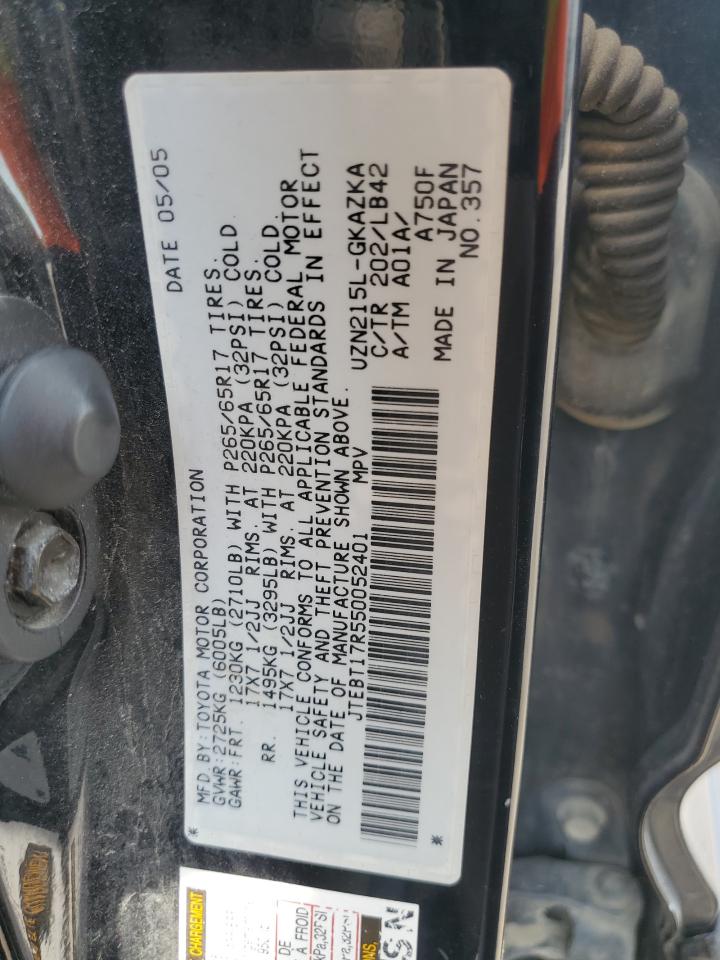 MFD. BY: TOYOTA MOTOR CORPORATION DATE 05/05
GVWR: 2725KG (6005LB)
GAWR: FRT. 1230KG (2710LB) WITH P265/65R17 TIRES.
17X7 1/2JJ RIMS. AT 220KPA (32PSI) COLD.
RR. 1495KG (3295LB) WITH P265/65R17 TIRES.
17X7 1/2JJ RIMS. AT 220KPA (32PSI) COLD.
THIS VEHICLE CONFORMS TO ALL APPLICABLE FEDERAL MOTOR
VEHICLE SAFETY AND THEFT PREVENTION STANDARDS IN EFFECT
ON THE DATE OF MANUFACTURE SHOWN ABOVE.
JTEBT17R550052401 MPV
UZN215L-GKAZKA
C/TR 202/LB42
A/TM A01A/
A750F
MADE IN JAPAN
NO. 357
CHARGEMENT
DE
À FROID